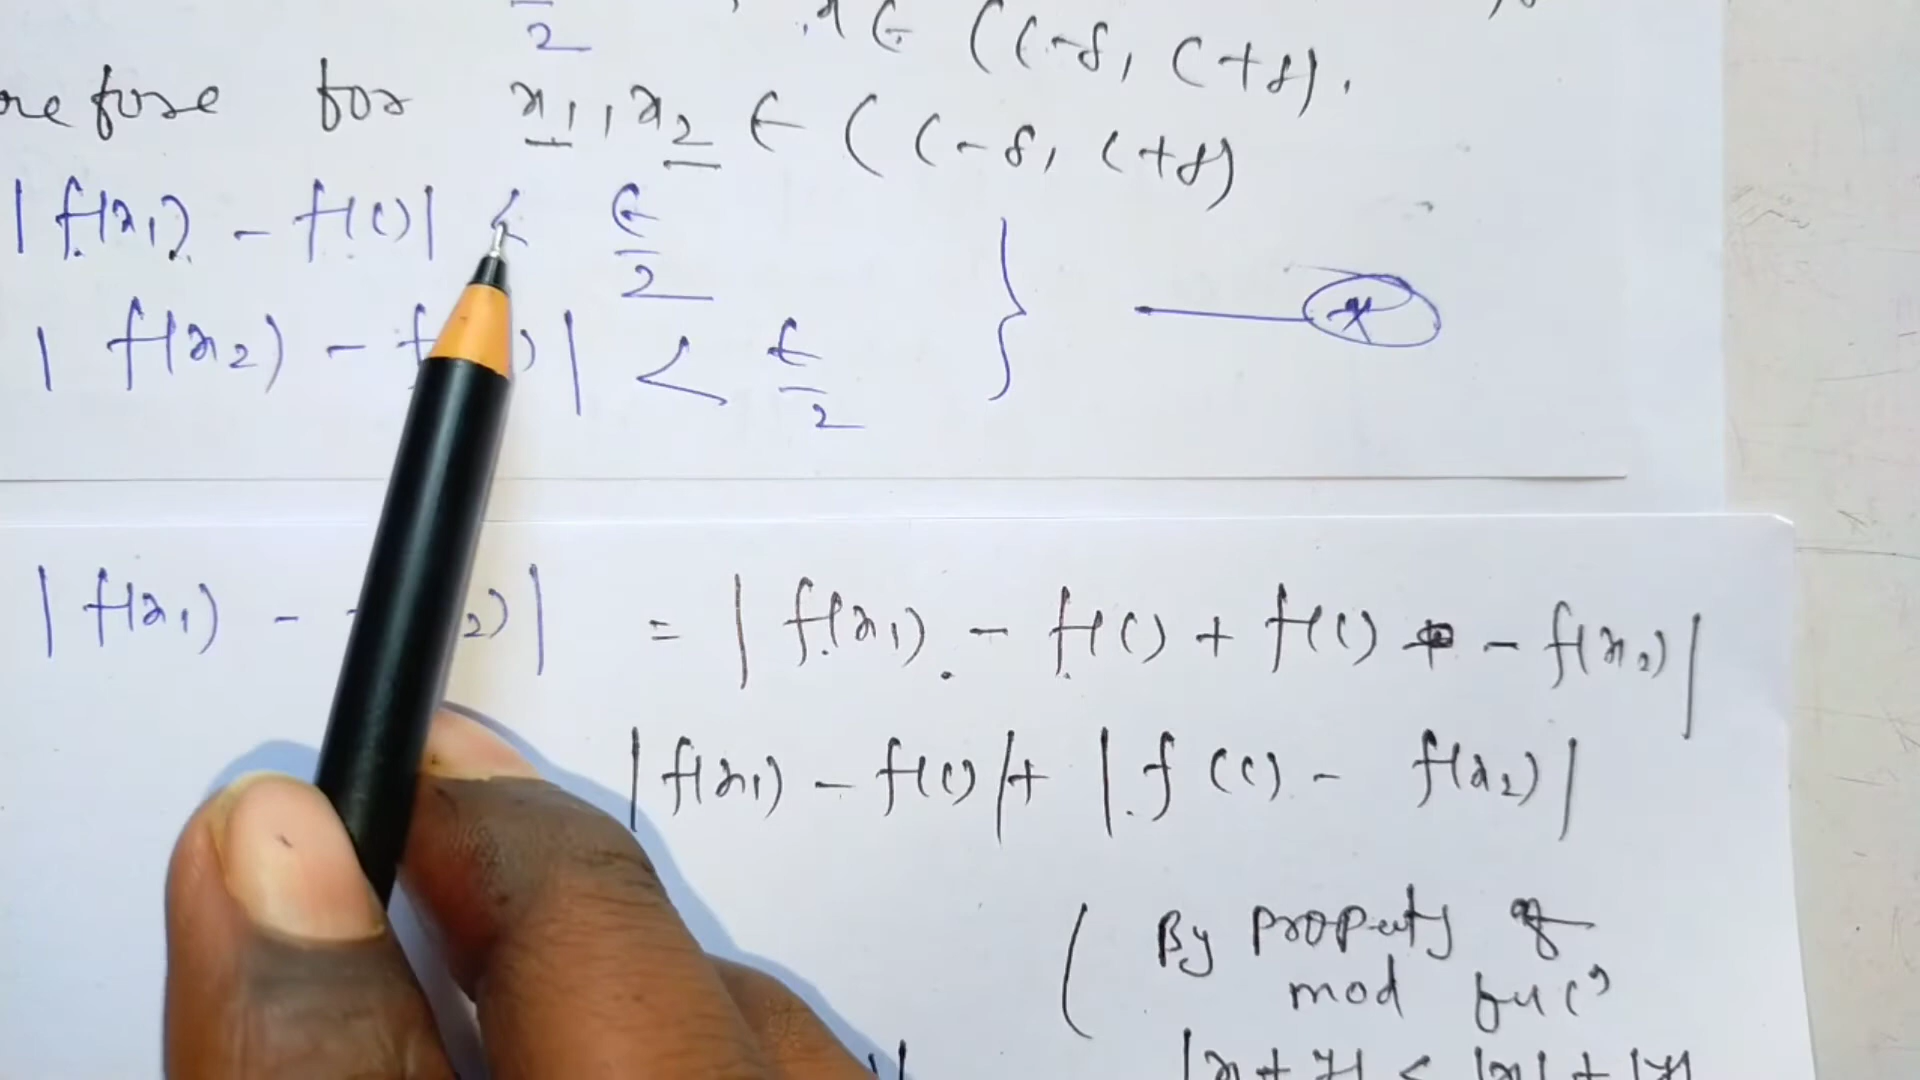 2 , x ∈ (c-δ, c+δ).
refore for x1, x2 ∈ (c-δ, c+δ)
|f(x1) - f(c)| < ε/2
|f(x2) - f( )| < ε/2 } — *
|f(x1) - 2)| = |f(x1) - f(c) + f(c) - f(x2)|
|f(x1) - f(c)| + |f(c) - f(x2)|
( By property of
mod func'
|x + y| ≤ |x| + |y|